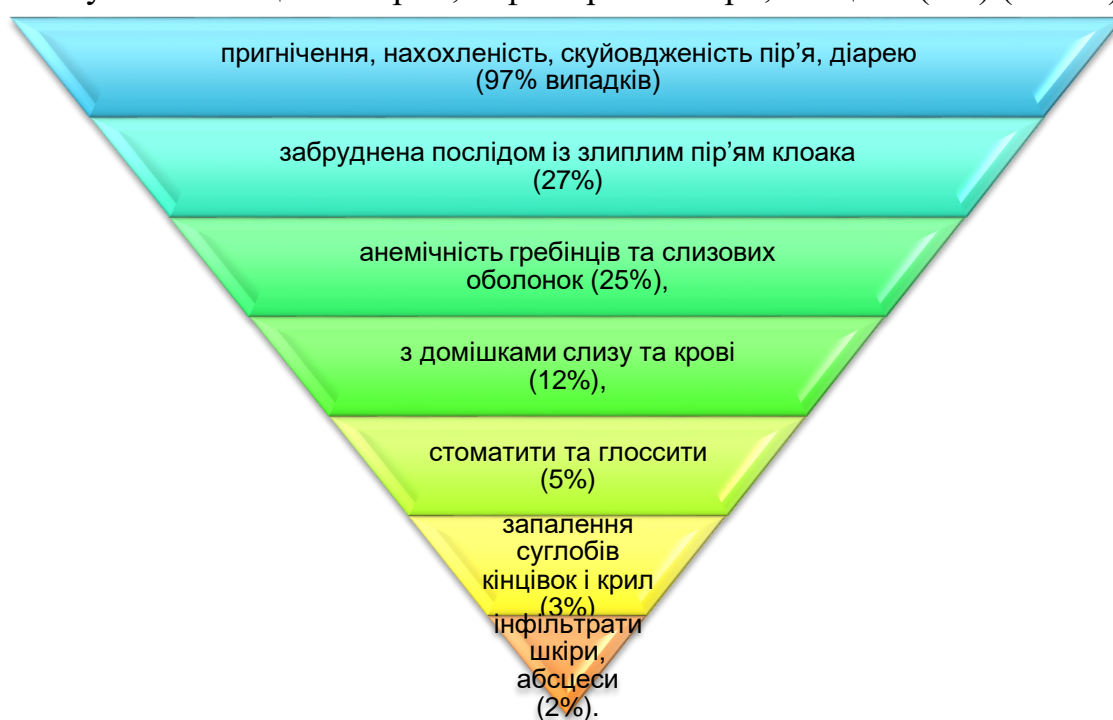 пригнічення, нахохленість, скуйовдженість пір’я, діарею
(97% випадків)
забруднена послідом із злиплим пір’ям клоака
(27%)
анемічність гребінців та слизових
оболонок (25%),
з домішками слизу та крові
(12%),
стоматити та глоссити
(5%)
запалення
суглобів
кінцівок і крил
(3%)
інфільтрати
шкіри,
абсцеси
(2%).